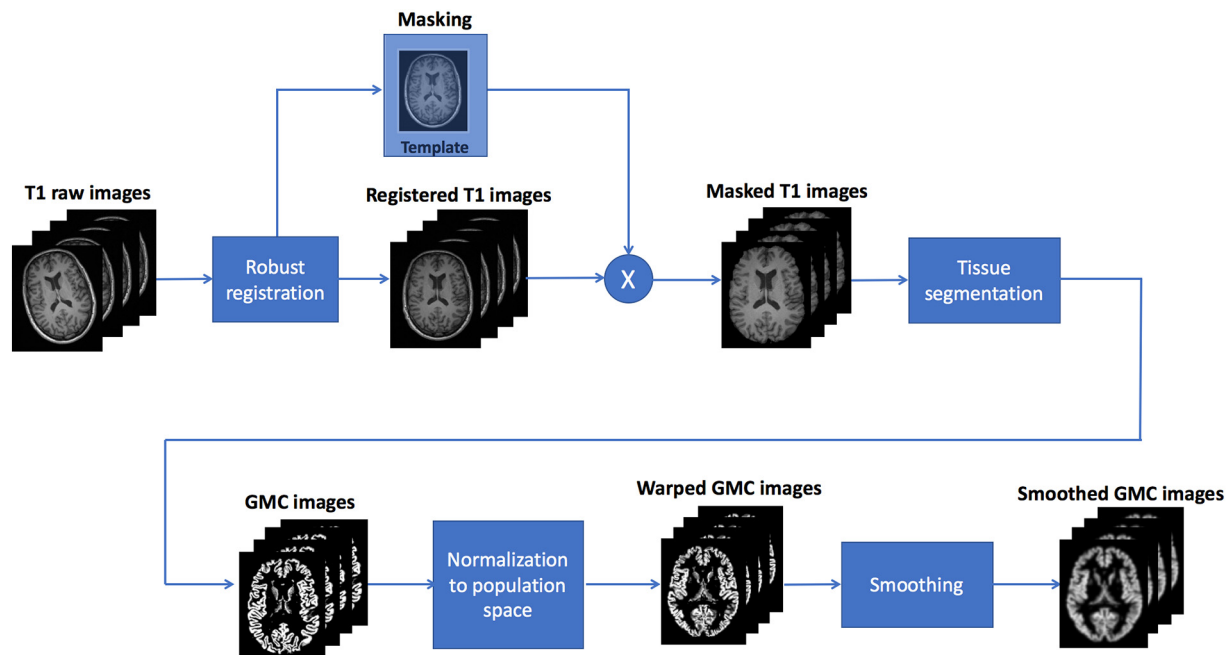 Masking
Template
T1 raw images
Registered T1 images
Masked T1 images
Robust
registration
X
Tissue
segmentation
GMC images
Warped GMC images
Smoothed GMC images
Normalization
to population
space
Smoothing